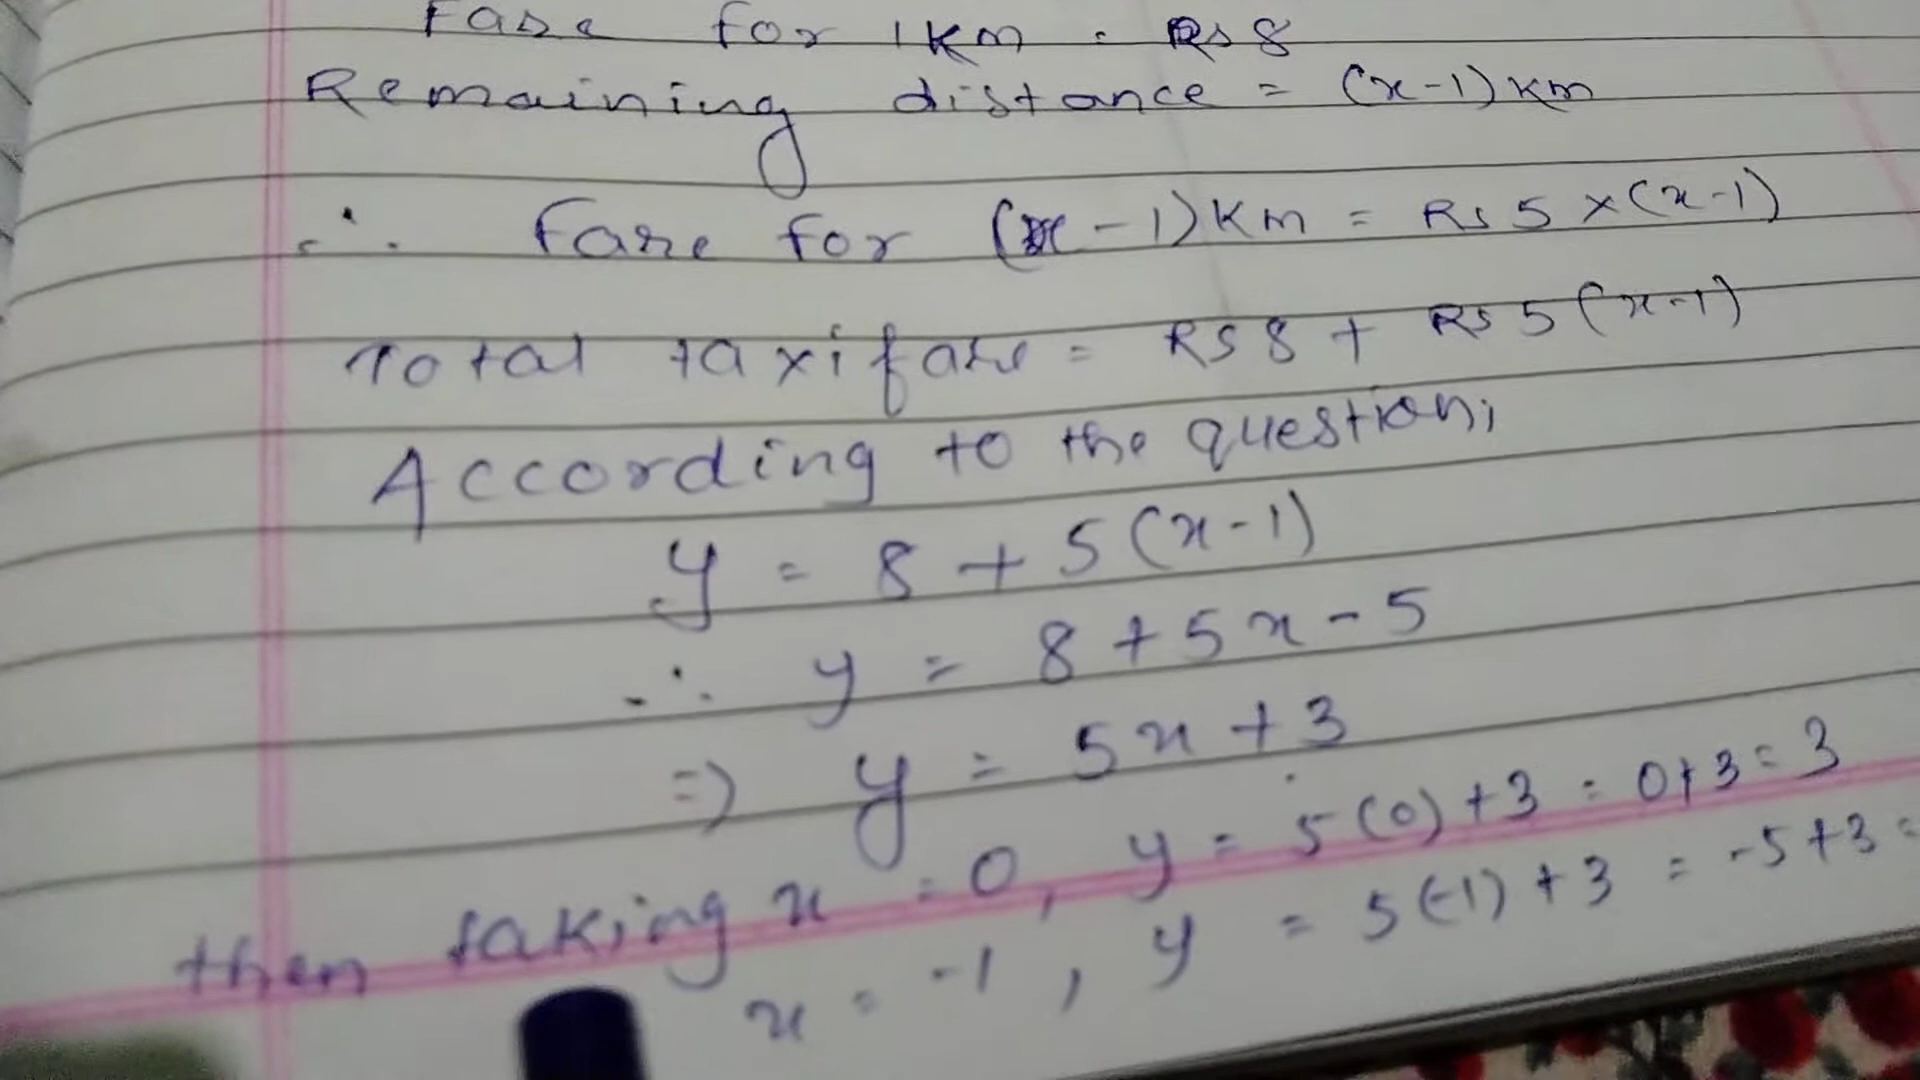 Fare for 1 Km = Rs 8
Remaining distance = (x-1) km
∴ Fare for (x-1) Km = Rs 5 x (x-1)
Total taxi fare = RS 8 + Rs 5 (x-1)
According to the question,
y = 8 + 5 (x-1)
∴ y = 8 + 5x - 5
=> y = 5x + 3
then taking x = 0, y = 5(0) + 3 = 0+3 = 3
x = -1, y = 5(-1) + 3 = -5+3 =